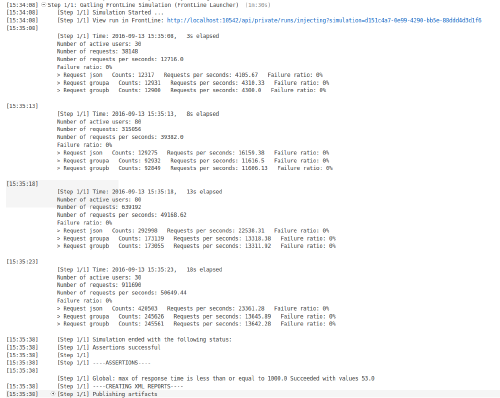 [15:34:08] Step 1/1: Gatling FrontLine Simulation (FrontLine Launcher) (1m:30s)
[15:34:08] [Step 1/1] Simulation Started ...
[15:34:08] [Step 1/1] View run in FrontLine: http://localhost:10542/api/private/runs/injecting?simulation=d151c4a7-0e99-4290-bb5e-88ddd4d3d1f6
[15:35:08]
[Step 1/1] Time: 2016-09-13 15:35:08, 3s elapsed
Number of active users: 30
Number of requests: 38148
Number of requests per seconds: 12716.0
Failure ratio: 0%
> Request json Counts: 12317 Requests per seconds: 4105.67 Failure ratio: 0%
> Request groupa Counts: 12931 Requests per seconds: 4310.33 Failure ratio: 0%
> Request groupb Counts: 12900 Requests per seconds: 4300.0 Failure ratio: 0%
[15:35:13]
[Step 1/1] Time: 2016-09-13 15:35:13, 8s elapsed
Number of active users: 80
Number of requests: 315056
Number of requests per seconds: 39382.0
Failure ratio: 0%
> Request json Counts: 129275 Requests per seconds: 16159.38 Failure ratio: 0%
> Request groupa Counts: 92932 Requests per seconds: 11616.5 Failure ratio: 0%
> Request groupb Counts: 92849 Requests per seconds: 11606.13 Failure ratio: 0%
[15:35:18]
[Step 1/1] Time: 2016-09-13 15:35:18, 13s elapsed
Number of active users: 80
Number of requests: 639192
Number of requests per seconds: 49168.62
Failure ratio: 0%
> Request json Counts: 292998 Requests per seconds: 22538.31 Failure ratio: 0%
> Request groupa Counts: 173139 Requests per seconds: 13318.38 Failure ratio: 0%
> Request groupb Counts: 173055 Requests per seconds: 13311.92 Failure ratio: 0%
[15:35:23]
[Step 1/1] Time: 2016-09-13 15:35:23, 18s elapsed
Number of active users: 30
Number of requests: 911690
Number of requests per seconds: 50649.44
Failure ratio: 0%
> Request json Counts: 420503 Requests per seconds: 23361.28 Failure ratio: 0%
> Request groupa Counts: 245626 Requests per seconds: 13645.89 Failure ratio: 0%
> Request groupb Counts: 245561 Requests per seconds: 13642.28 Failure ratio: 0%
[15:35:30] [Step 1/1] Simulation ended with the following status:
[15:35:30] [Step 1/1] Assertions successful
[15:35:30] [Step 1/1]
[15:35:30] [Step 1/1] ----ASSERTIONS----
[15:35:30]
[Step 1/1] Global: max of response time is less than or equal to 1000.0 Succeeded with values 53.0
[15:35:30] [Step 1/1] ----CREATING XML REPORTS----
[15:35:30] [Step 1/1] Publishing artifacts